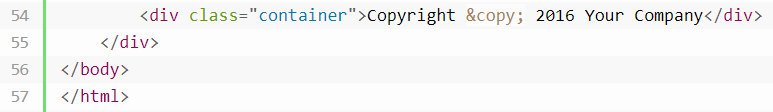 54 <div class="container">Copyright &copy; 2016 Your Company</div>
55 </div>
56 </body>
57 </html>